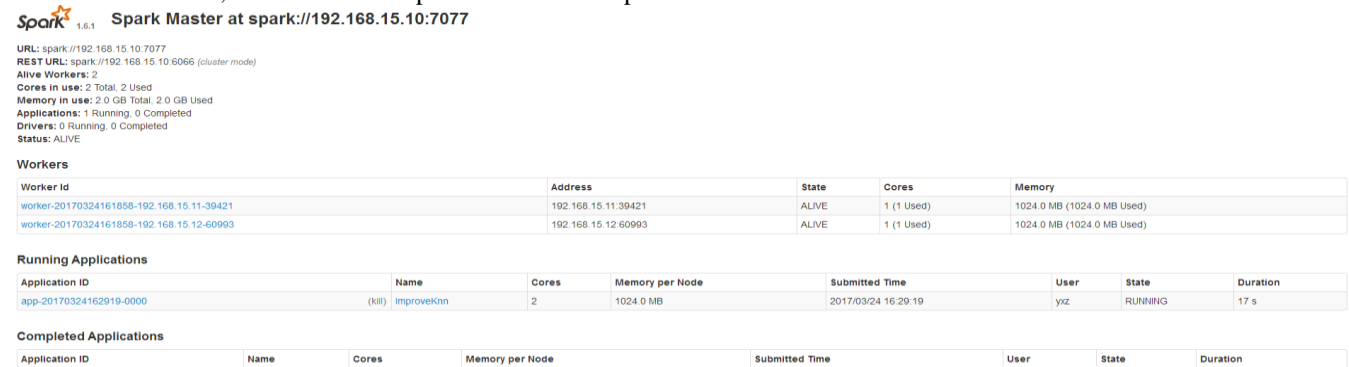 Spark 1.6.1 Spark Master at spark://192.168.15.10:7077
URL: spark://192.168.15.10:7077
REST URL: spark://192.168.15.10:6066 (cluster mode)
Alive Workers: 2
Cores in use: 2 Total, 2 Used
Memory in use: 2.0 GB Total, 2.0 GB Used
Applications: 1 Running, 0 Completed
Drivers: 0 Running, 0 Completed
Status: ALIVE
Workers
Worker Id Address State Cores Memory
worker-20170324161858-192.168.15.11-39421 192.168.15.11:39421 ALIVE 1 (1 Used) 1024.0 MB (1024.0 MB Used)
worker-20170324161858-192.168.15.12-60993 192.168.15.12:60993 ALIVE 1 (1 Used) 1024.0 MB (1024.0 MB Used)
Running Applications
Application ID Name Cores Memory per Node Submitted Time User State Duration
app-20170324162919-0000 (kill) ImproveKnn 2 1024.0 MB 2017/03/24 16:29:19 yxz RUNNING 17 s
Completed Applications
Application ID Name Cores Memory per Node Submitted Time User State Duration